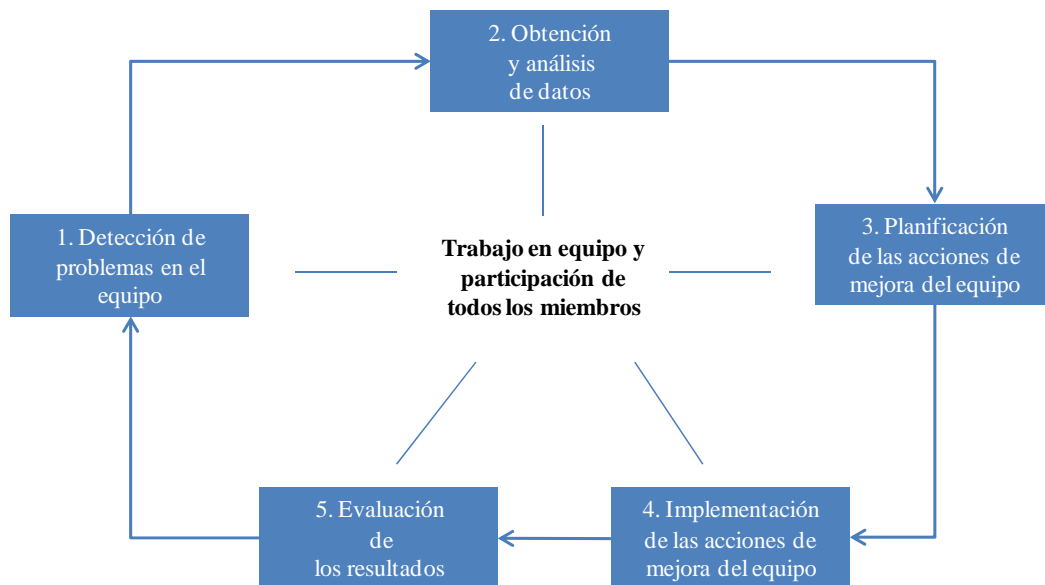 2. Obtención
y análisis
de datos
1. Detección de
problemas en el
equipo
Trabajo en equipo y
participación de
todos los miembros
3. Planificación
de las acciones de
mejora del equipo
5. Evaluación
de
los resultados
4. Implementación
de las acciones de
mejora del equipo